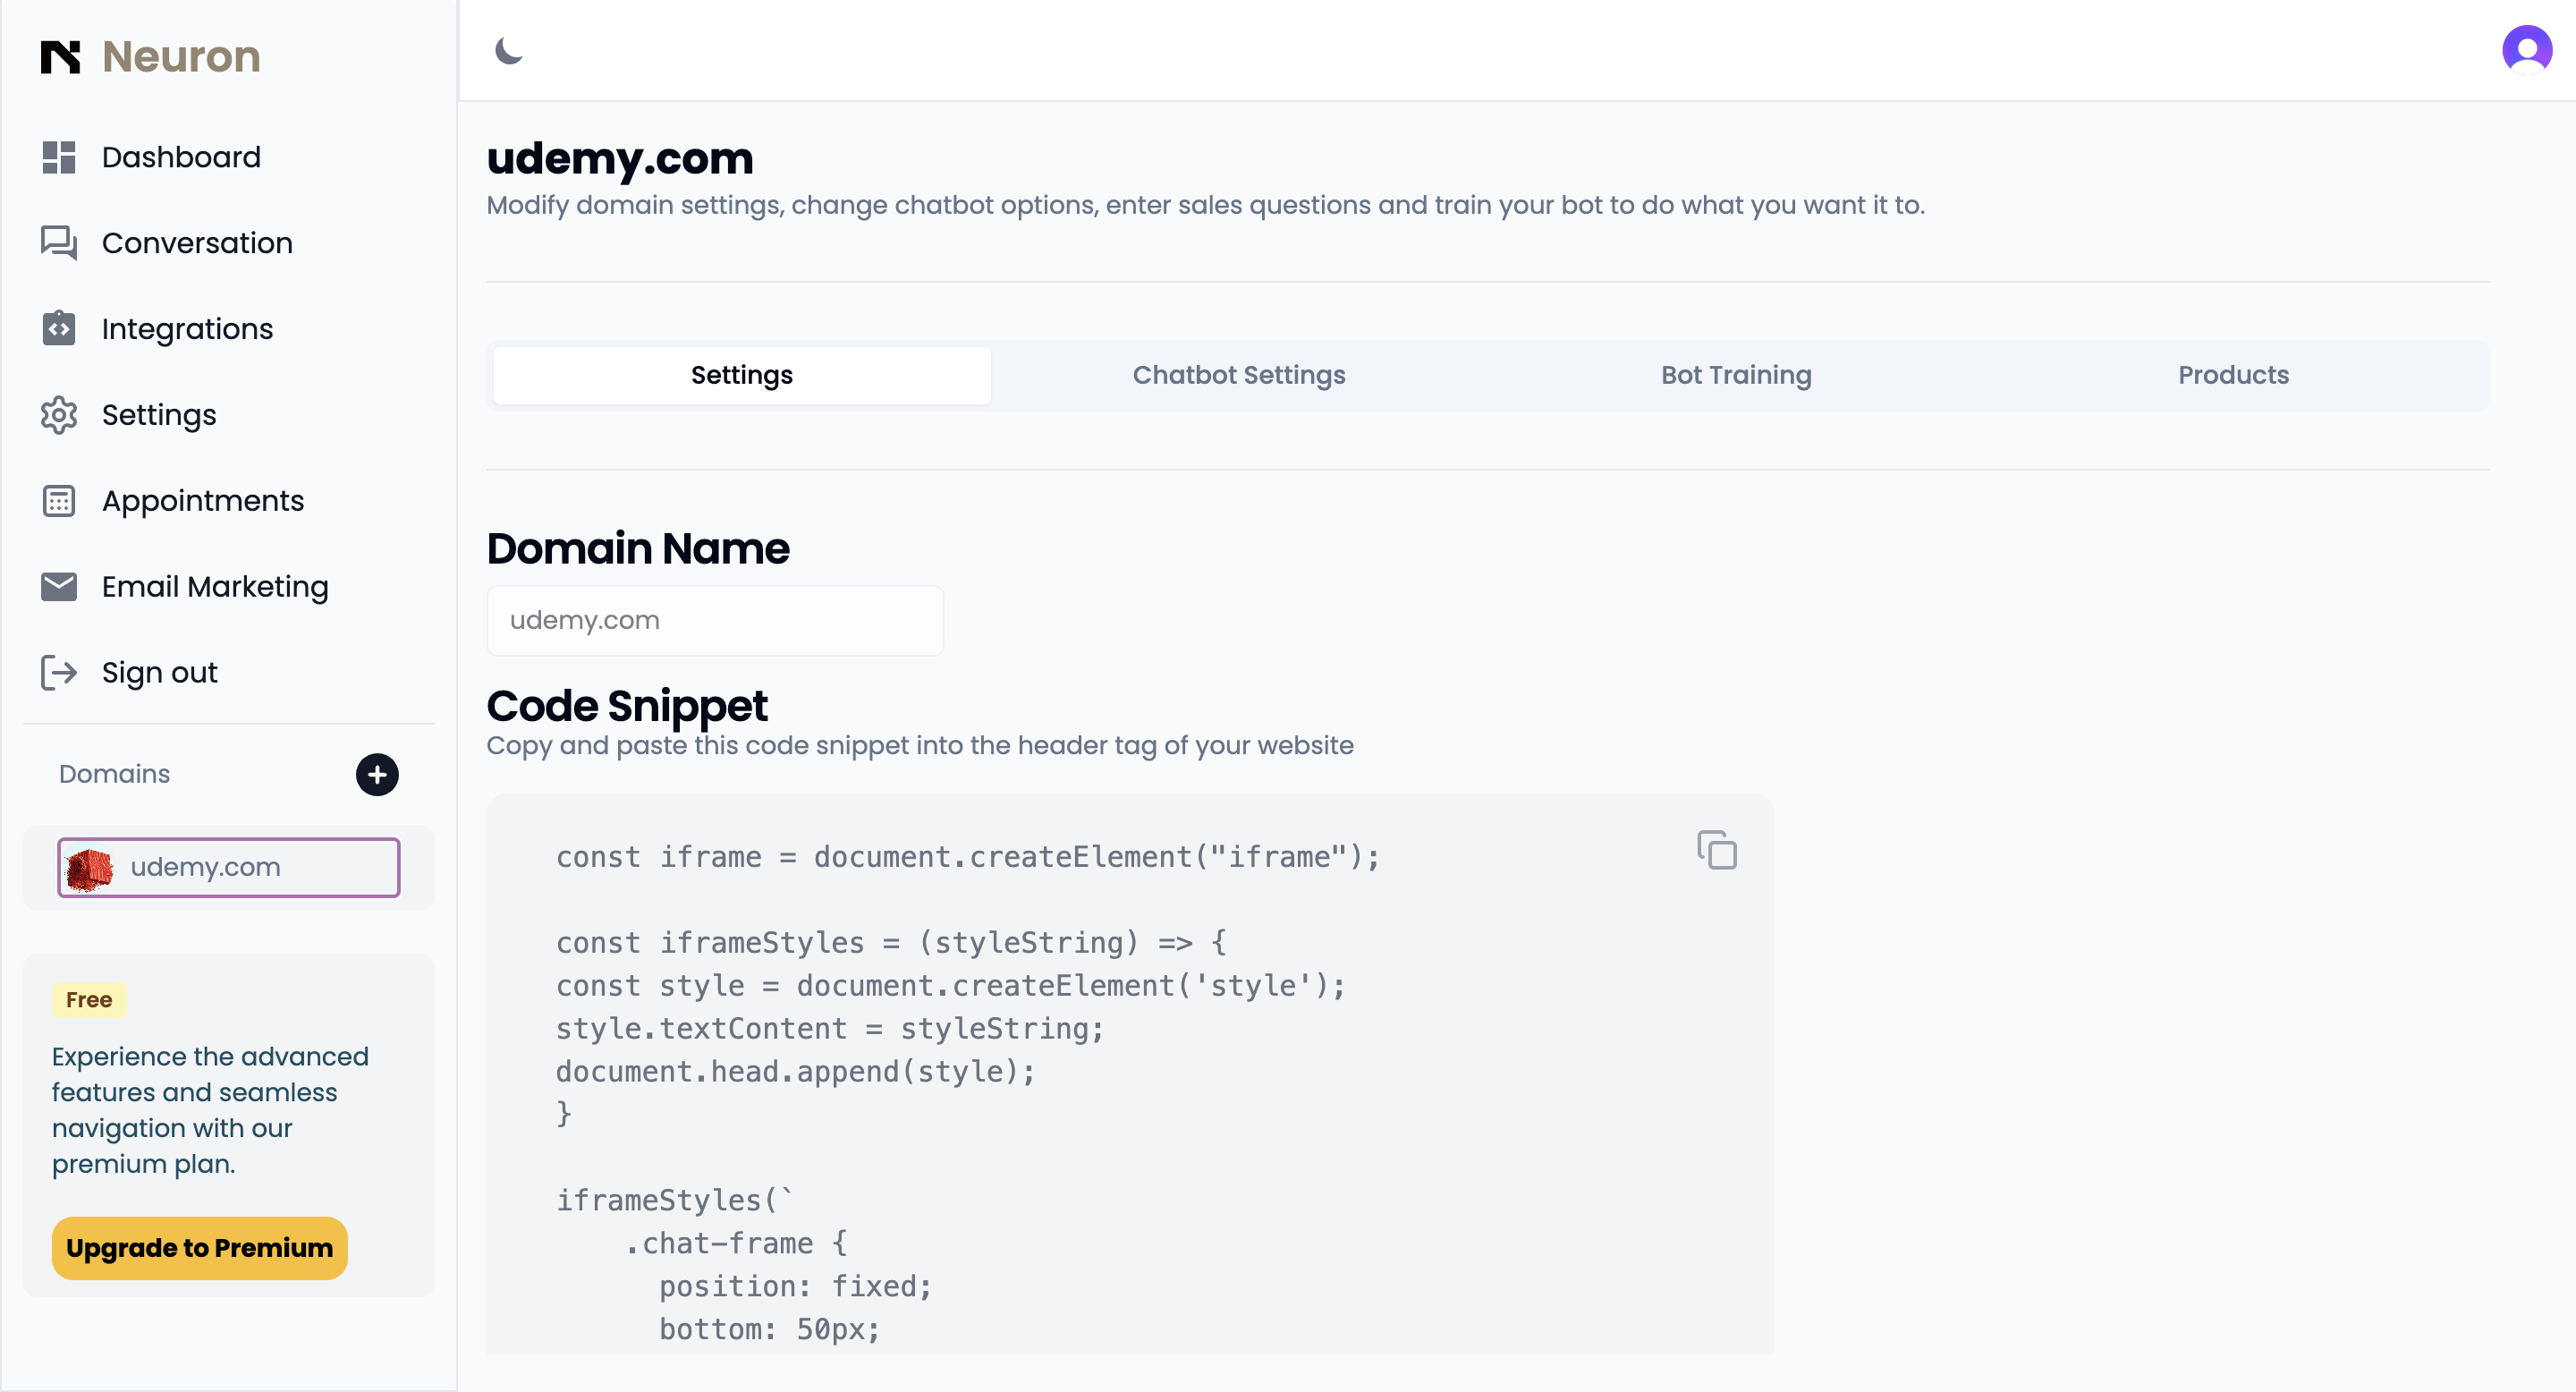 Neuron
Dashboard
Conversation
Integrations
Settings
Appointments
Email Marketing
Sign out
Domains
udemy.com
Free
Experience the advanced
features and seamless
navigation with our
premium plan.
Upgrade to Premium
udemy.com
Modify domain settings, change chatbot options, enter sales questions and train your bot to do what you want it to.
Settings
Chatbot Settings
Bot Training
Products
Domain Name
udemy.com
Code Snippet
Copy and paste this code snippet into the header tag of your website
const iframe = document.createElement("iframe");
const iframeStyles = (styleString) => {
const style = document.createElement('style');
style.textContent = styleString;
document.head.append(style);
}
iframeStyles(`
.chat-frame {
position: fixed;
bottom: 50px;